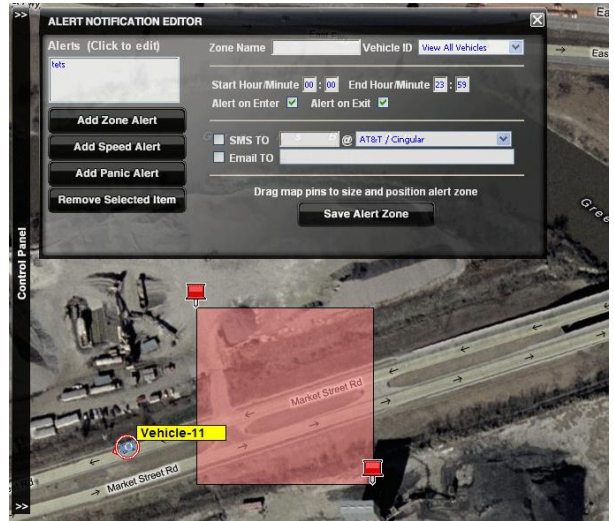 >>
ALERT NOTIFICATION EDITOR
Alerts (Click to edit)
tets
Add Zone Alert
Add Speed Alert
Add Panic Alert
Remove Selected Item
Zone Name Vehicle ID View All Vehicles
Start Hour/Minute 00 : 00 End Hour/Minute 23 : 59
Alert on Enter Alert on Exit
SMS TO @ AT&T / Cingular
Email TO
Drag map pins to size and position alert zone
Save Alert Zone
Control Panel
>>
Market Street Rd
Vehicle-11
Market Street Rd